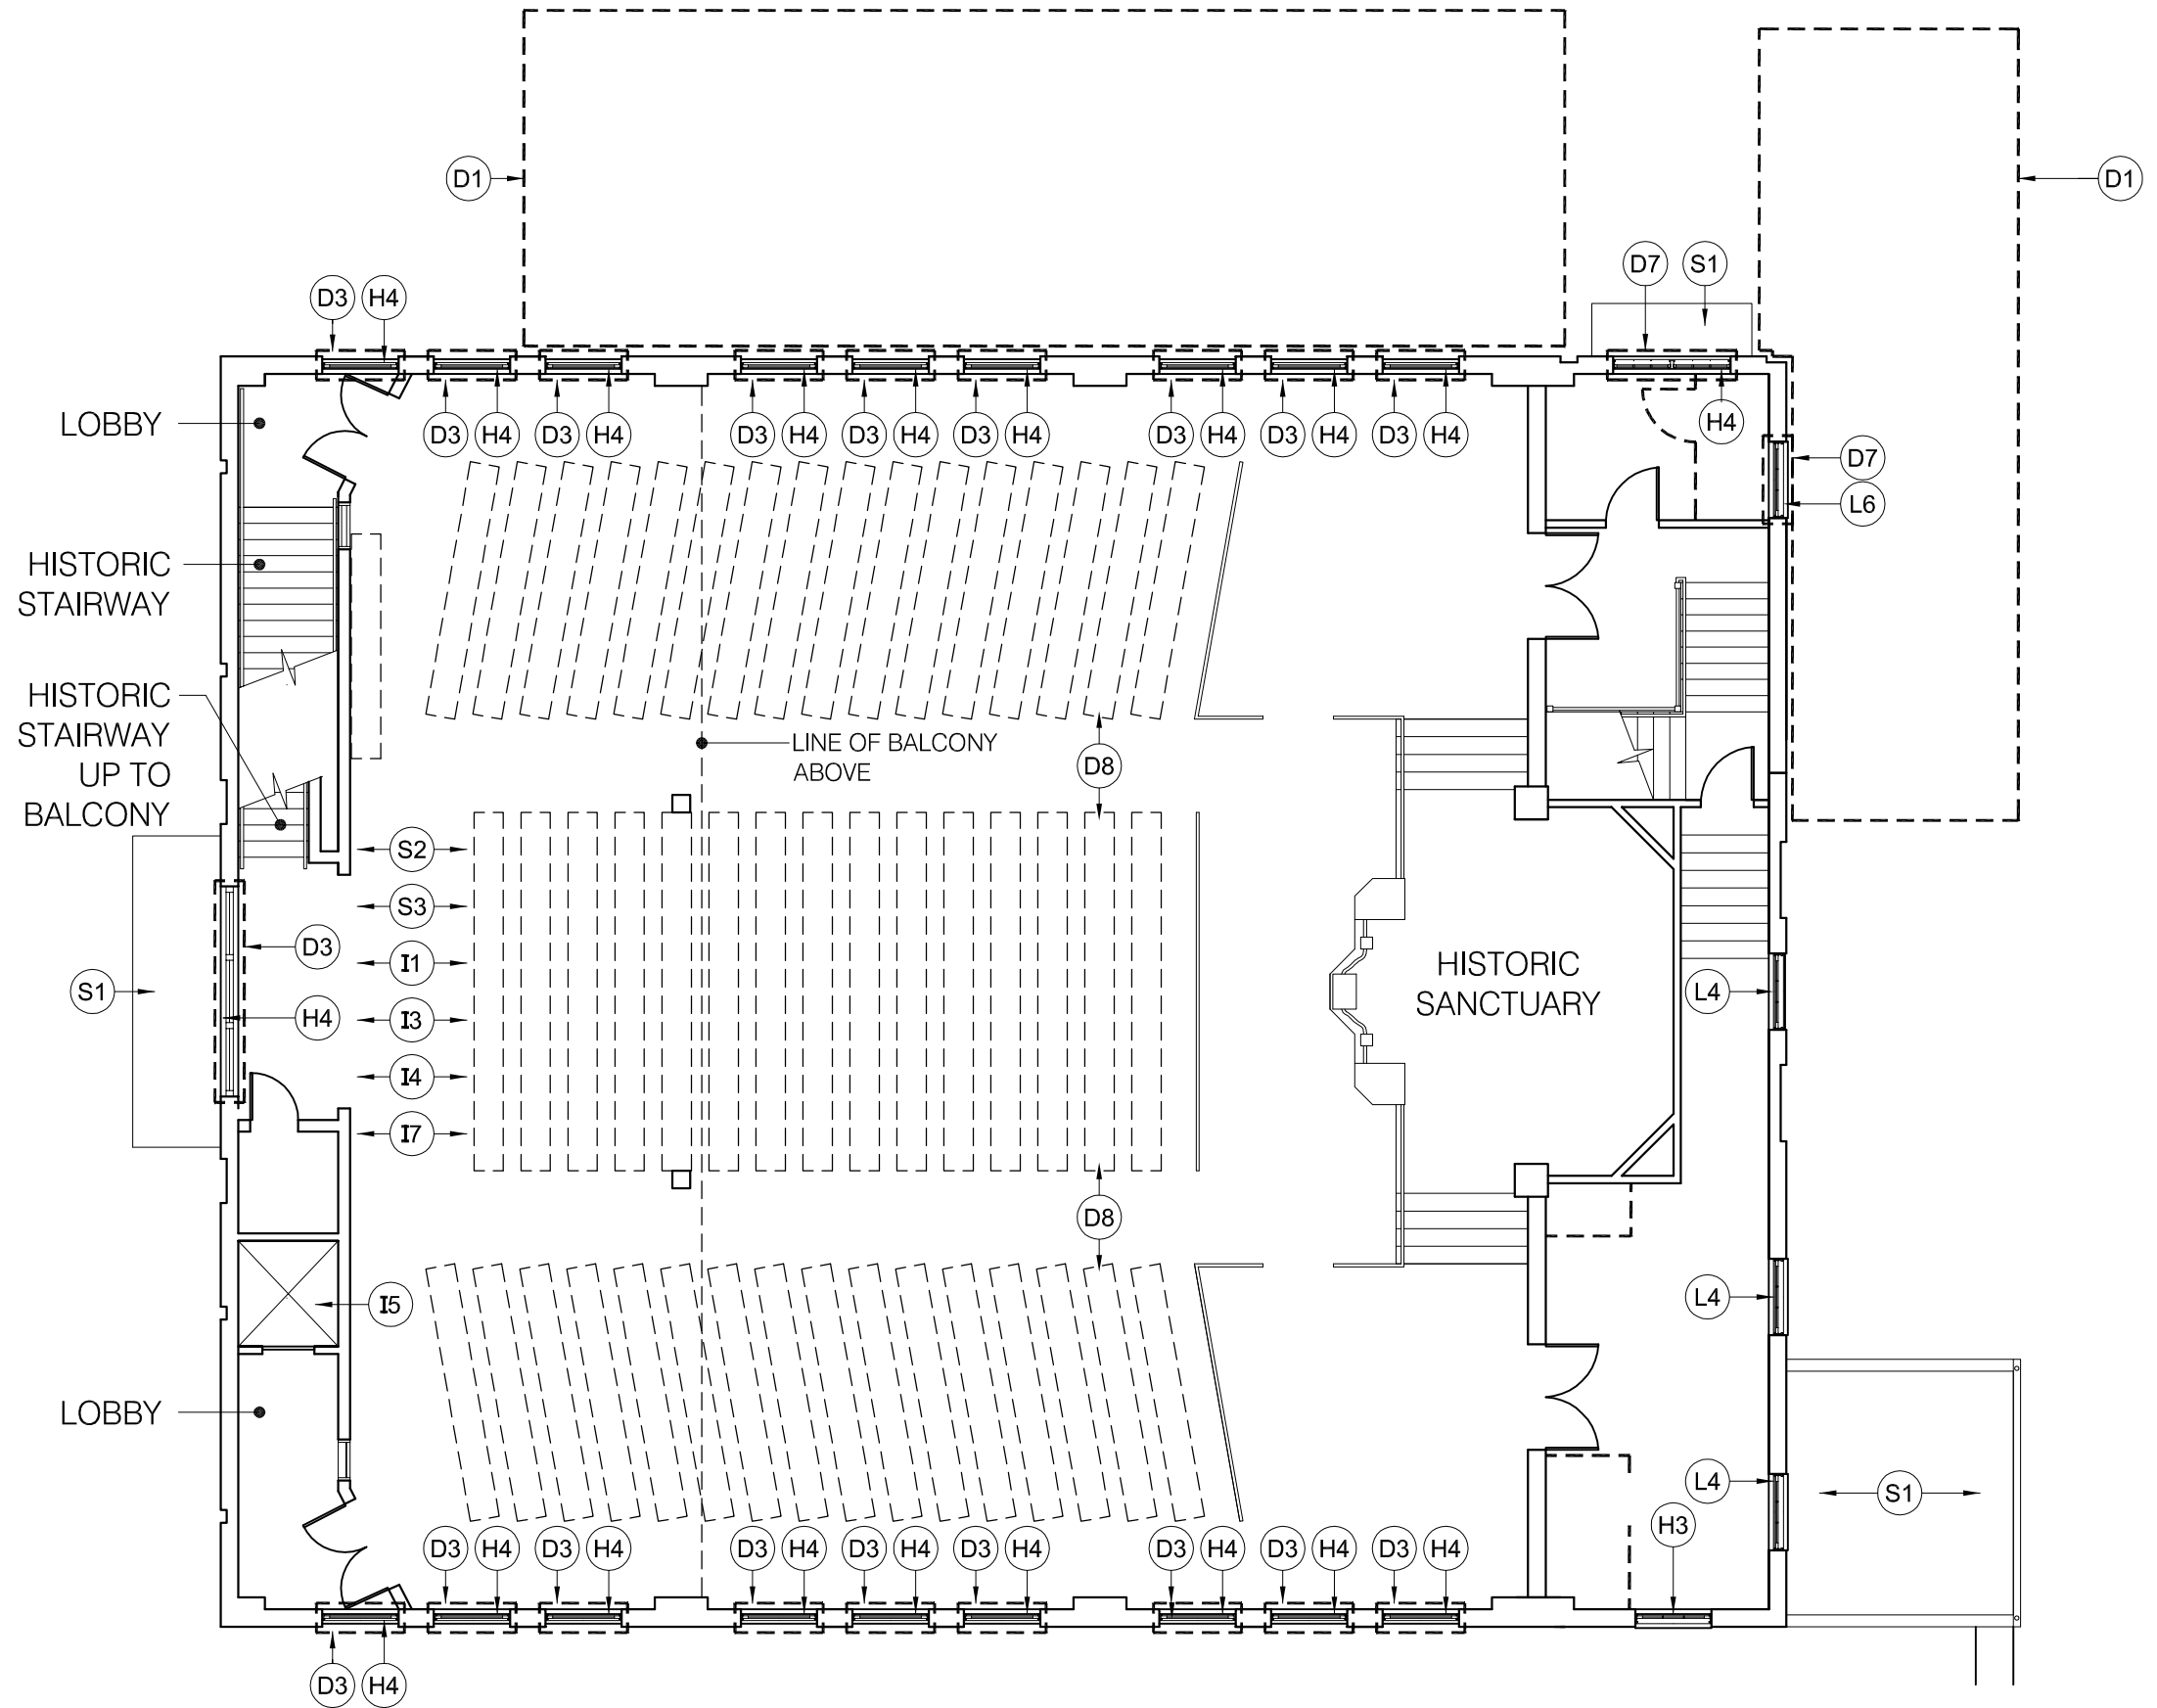 D1
D1
D7 S1
D3 H4
LOBBY
D3 H4 D3 H4 D3 H4 D3 H4 D3 H4 D3 H4 D3 H4 D3 H4
H4
D7
L6
HISTORIC
STAIRWAY
HISTORIC
STAIRWAY
UP TO
BALCONY
LINE OF BALCONY
ABOVE
D8
S2
S3
D3
I1
HISTORIC
SANCTUARY
S1
L4
H4
I3
I4
I7
D8
I5
L4
LOBBY
L4
S1
H3
D3 H4 D3 H4 D3 H4 D3 H4 D3 H4 D3 H4 D3 H4 D3 H4
D3 H4